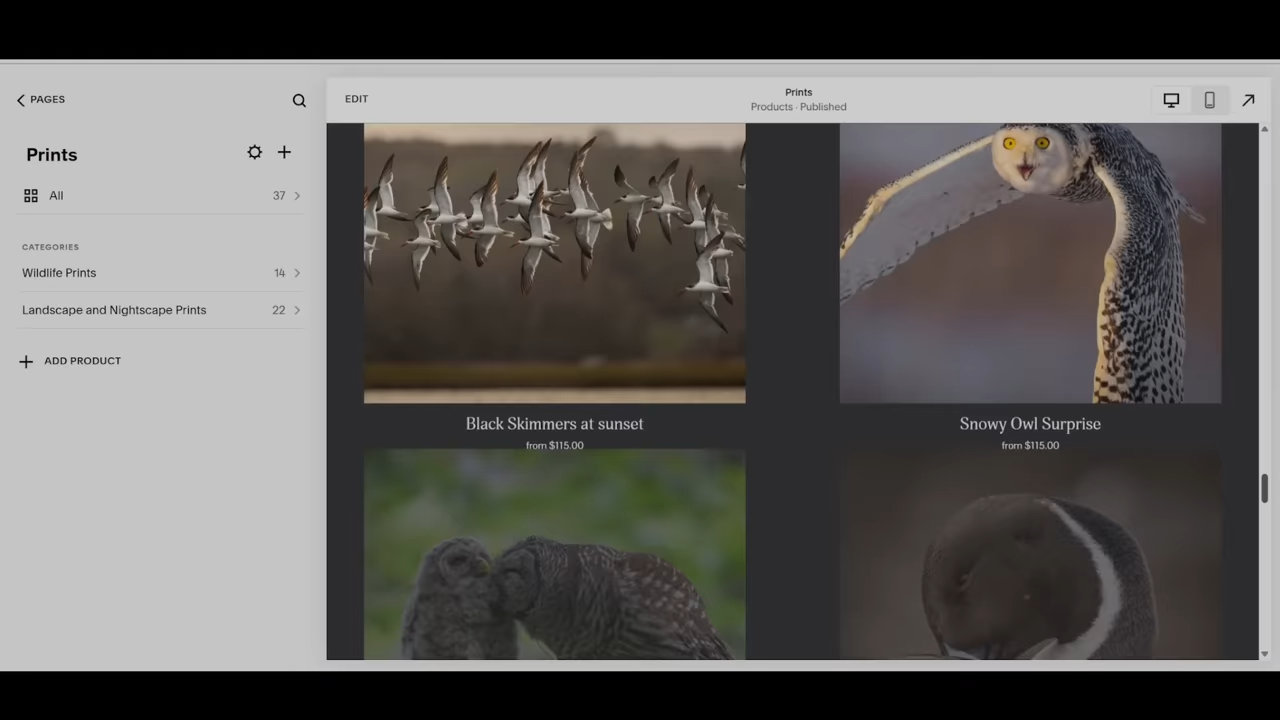 PAGES
Prints
All 37
CATEGORIES
Wildlife Prints 14
Landscape and Nightscape Prints 22
ADD PRODUCT
EDIT
Prints
Products · Published
Black Skimmers at sunset
from $115.00
Snowy Owl Surprise
from $115.00